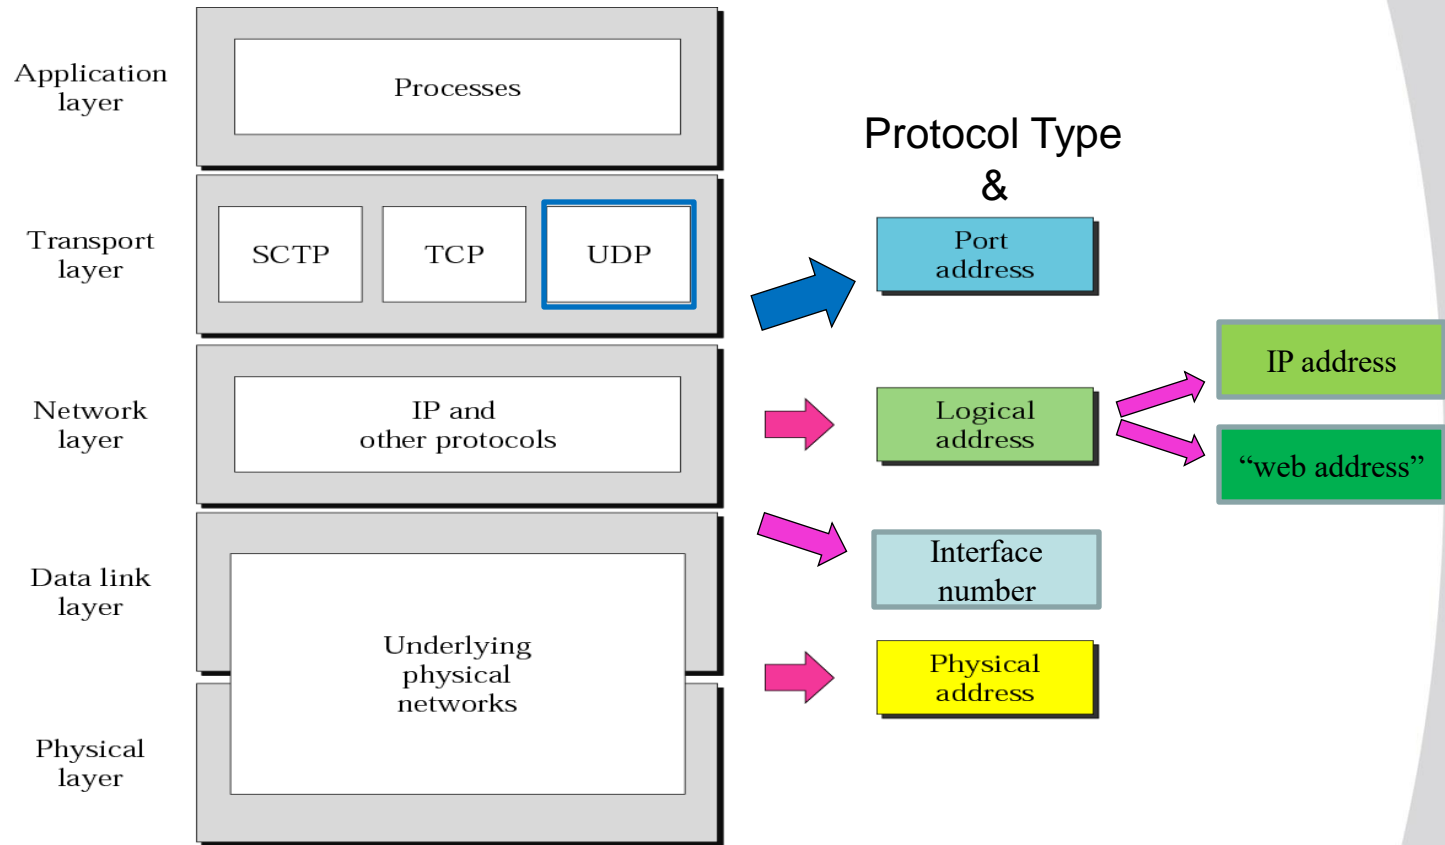 Application
layer
Processes
Protocol Type
&
Transport
layer
SCTP
TCP
UDP
Port
address
IP address
Network
layer
IP and
other protocols
Logical
address
“web address”
Data link
layer
Interface
number
Underlying
physical
networks
Physical
address
Physical
layer